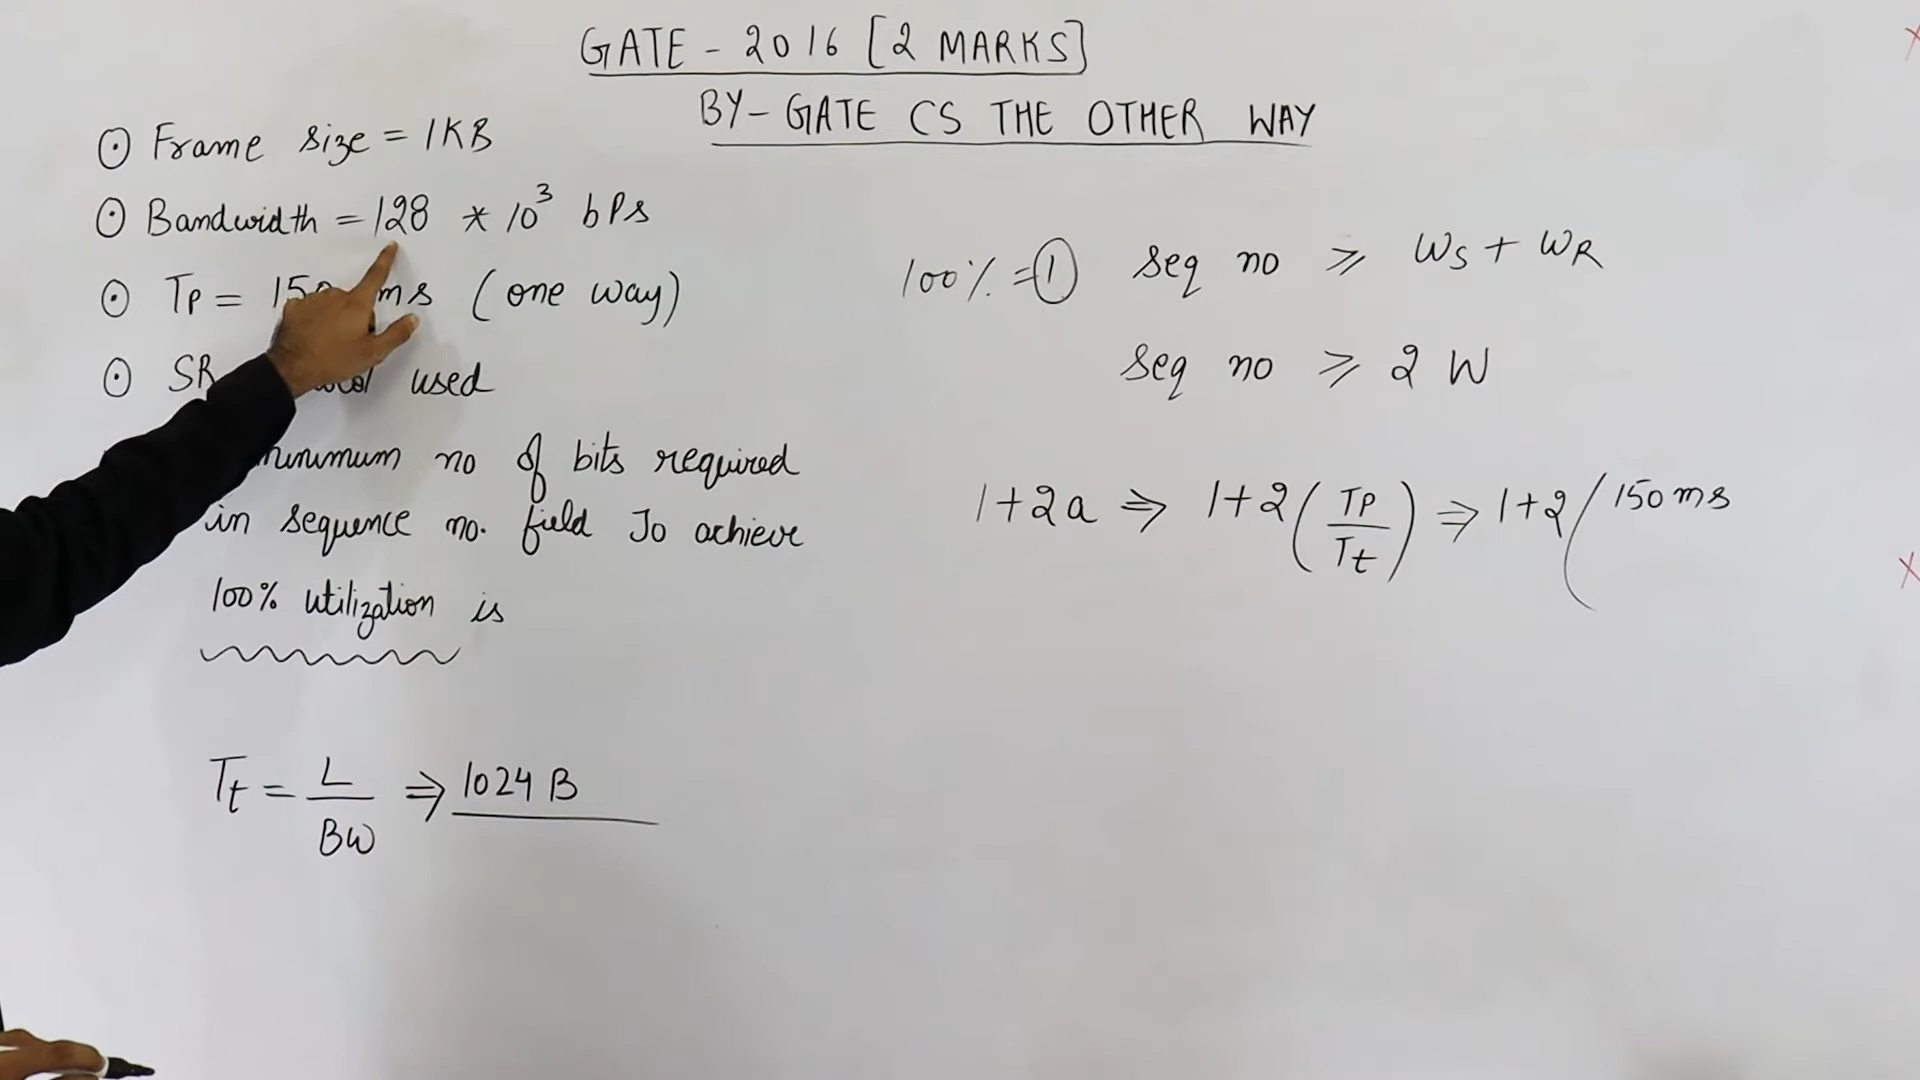 GATE - 2016 [2 MARKS]
BY - GATE CS THE OTHER WAY
⊙ Frame size = 1KB
⊙ Bandwidth = 128 * 10³ bps
⊙ Tp = 150 ms (one way)
⊙ SR used
minimum no of bits required
in sequence no. field To achieve
100% utilization is
Tt = L / BW ⇒ 1024 B
100% = ① seq no ≥ WS + WR
seq no ≥ 2 W
1+2a ⇒ 1+2(TP/Tt) ⇒ 1+2(150 ms